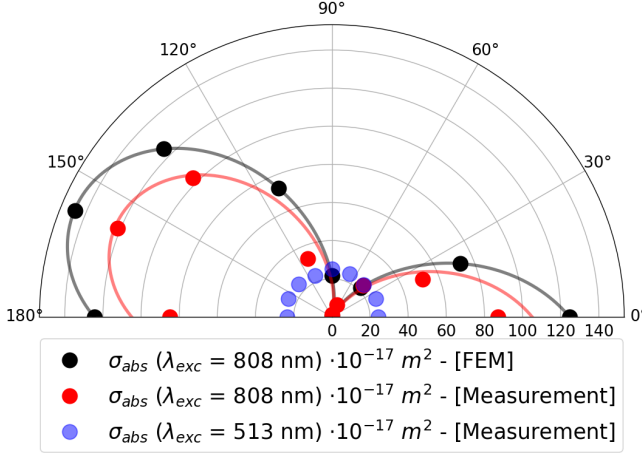 90°
120°
60°
150°
30°
180°
0°
0 20 40 60 80 100 120 140
σabs (λexc = 808 nm) ·10⁻¹⁷ m² - [FEM]
σabs (λexc = 808 nm) ·10⁻¹⁷ m² - [Measurement]
σabs (λexc = 513 nm) ·10⁻¹⁷ m² - [Measurement]